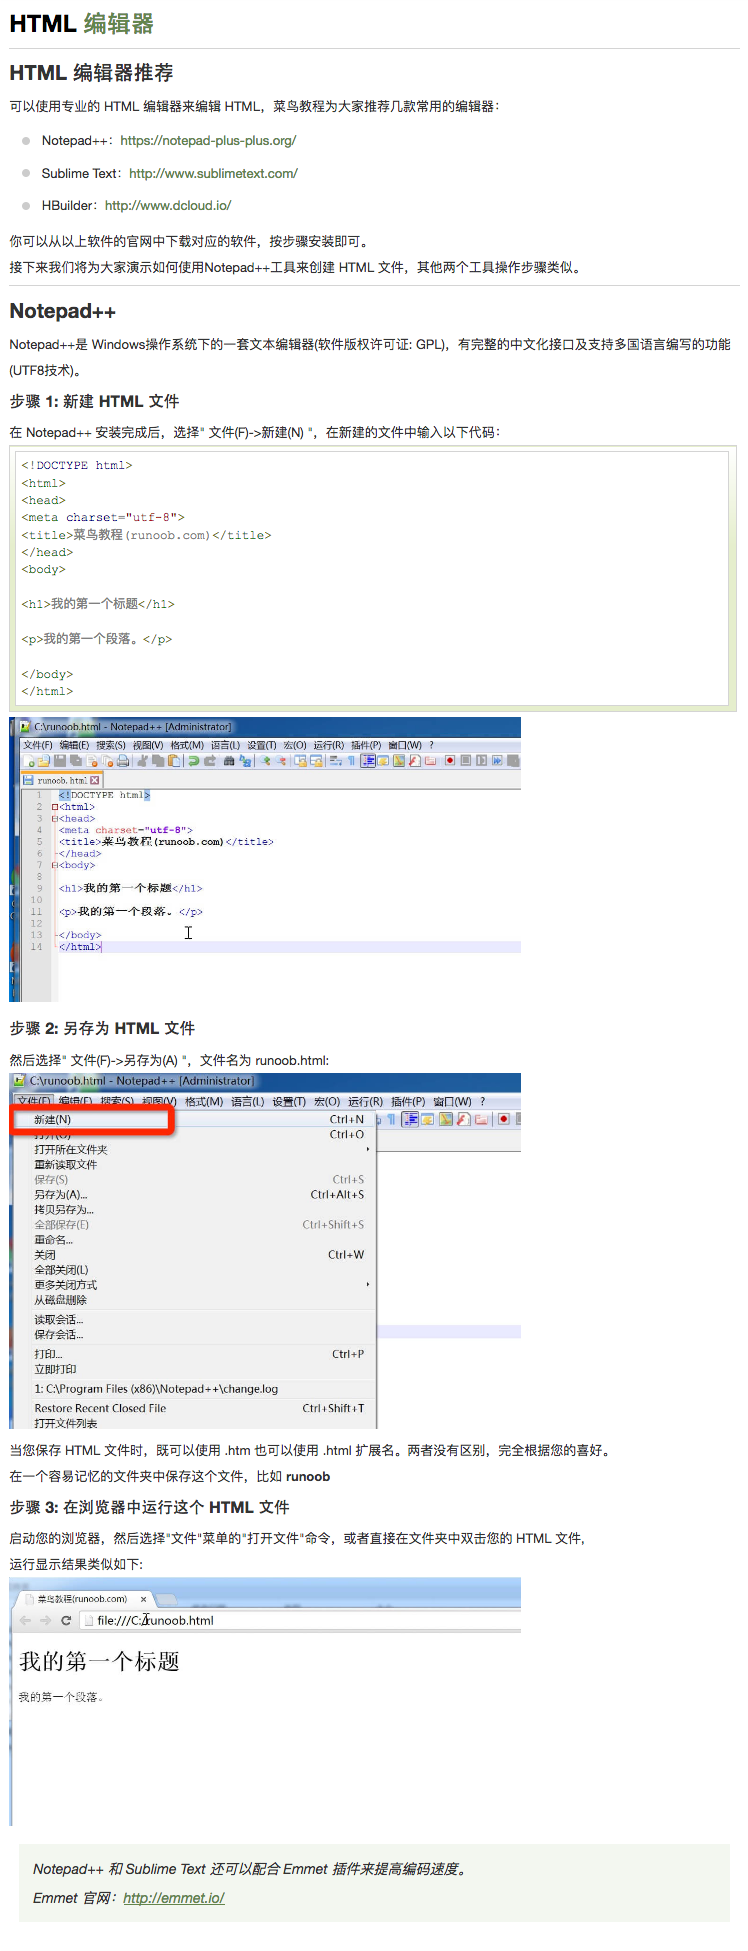 HTML 编辑器
HTML 编辑器推荐
可以使用专业的 HTML 编辑器来编辑 HTML，菜鸟教程为大家推荐几款常用的编辑器：
Notepad++：https://notepad-plus-plus.org/
Sublime Text：http://www.sublimetext.com/
HBuilder：http://www.dcloud.io/
你可以从以上软件的官网中下载对应的软件，按步骤安装即可。
接下来我们将为大家演示如何使用Notepad++工具来创建 HTML 文件，其他两个工具操作步骤类似。
Notepad++
Notepad++是 Windows操作系统下的一套文本编辑器(软件版权许可证: GPL)，有完整的中文化接口及支持多国语言编写的功能
(UTF8技术)。
步骤 1: 新建 HTML 文件
在 Notepad++ 安装完成后，选择" 文件(F)->新建(N) "，在新建的文件中输入以下代码：
<!DOCTYPE html>
<html>
<head>
<meta charset="utf-8">
<title>菜鸟教程(runoob.com)</title>
</head>
<body>
<h1>我的第一个标题</h1>
<p>我的第一个段落。</p>
</body>
</html>
C:\runoob.html - Notepad++ [Administrator]
文件(F) 编辑(E) 搜索(S) 视图(V) 格式(M) 语言(L) 设置(T) 宏(O) 运行(R) 插件(P) 窗口(W) ?
runoob.html
1 <!DOCTYPE html>
2 <html>
3 <head>
4 <meta charset="utf-8">
5 <title>菜鸟教程(runoob.com)</title>
6 </head>
7 <body>
8
9 <h1>我的第一个标题</h1>
10
11 <p>我的第一个段落。</p>
12
13 </body>
14 </html>
步骤 2: 另存为 HTML 文件
然后选择" 文件(F)->另存为(A) "，文件名为 runoob.html:
C:\runoob.html - Notepad++ [Administrator]
文件(F) 编辑(E) 搜索(S) 视图(V) 格式(M) 语言(L) 设置(T) 宏(O) 运行(R) 插件(P) 窗口(W) ?
新建(N) Ctrl+N
打开(O) Ctrl+O
打开所在文件夹
重新读取文件
保存(S) Ctrl+S
另存为(A)... Ctrl+Alt+S
拷贝另存为...
全部保存(E) Ctrl+Shift+S
重命名...
关闭 Ctrl+W
全部关闭(L)
更多关闭方式
从磁盘删除
读取会话...
保存会话...
打印... Ctrl+P
立即打印
1: C:\Program Files (x86)\Notepad++\change.log
Restore Recent Closed File Ctrl+Shift+T
打开文件列表
当您保存 HTML 文件时，既可以使用 .htm 也可以使用 .html 扩展名。两者没有区别，完全根据您的喜好。
在一个容易记忆的文件夹中保存这个文件，比如 runoob
步骤 3: 在浏览器中运行这个 HTML 文件
启动您的浏览器，然后选择"文件"菜单的"打开文件"命令，或者直接在文件夹中双击您的 HTML 文件，
运行显示结果类似如下:
菜鸟教程(runoob.com)
file:///C:/runoob.html
我的第一个标题
我的第一个段落。
Notepad++ 和 Sublime Text 还可以配合 Emmet 插件来提高编码速度。
Emmet 官网：http://emmet.io/